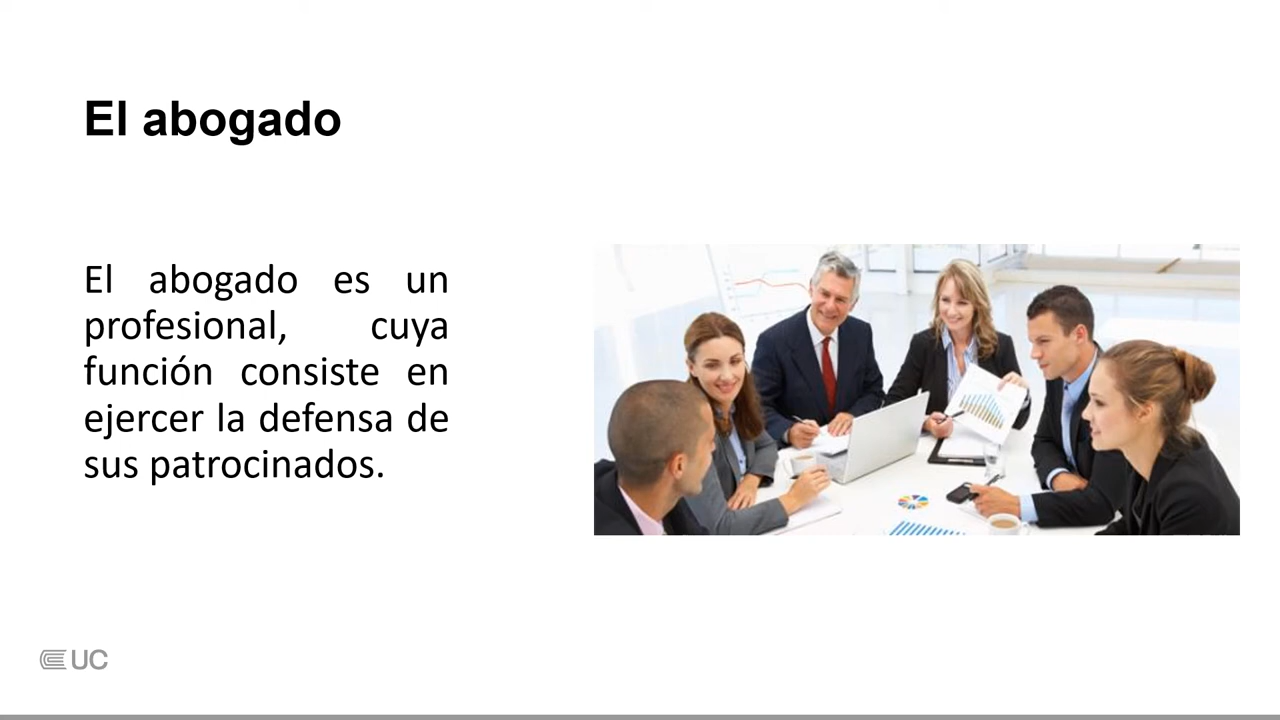 El abogado
El abogado es un
profesional, cuya
función consiste en
ejercer la defensa de
sus patrocinados.
UC